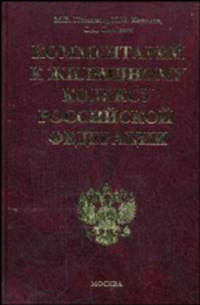 КОММЕНТАРИЙ
К ЖИЛИЩНОМУ
КОДЕКСУ
РОССИЙСКОЙ
ФЕДЕРАЦИИ
МОСКВА